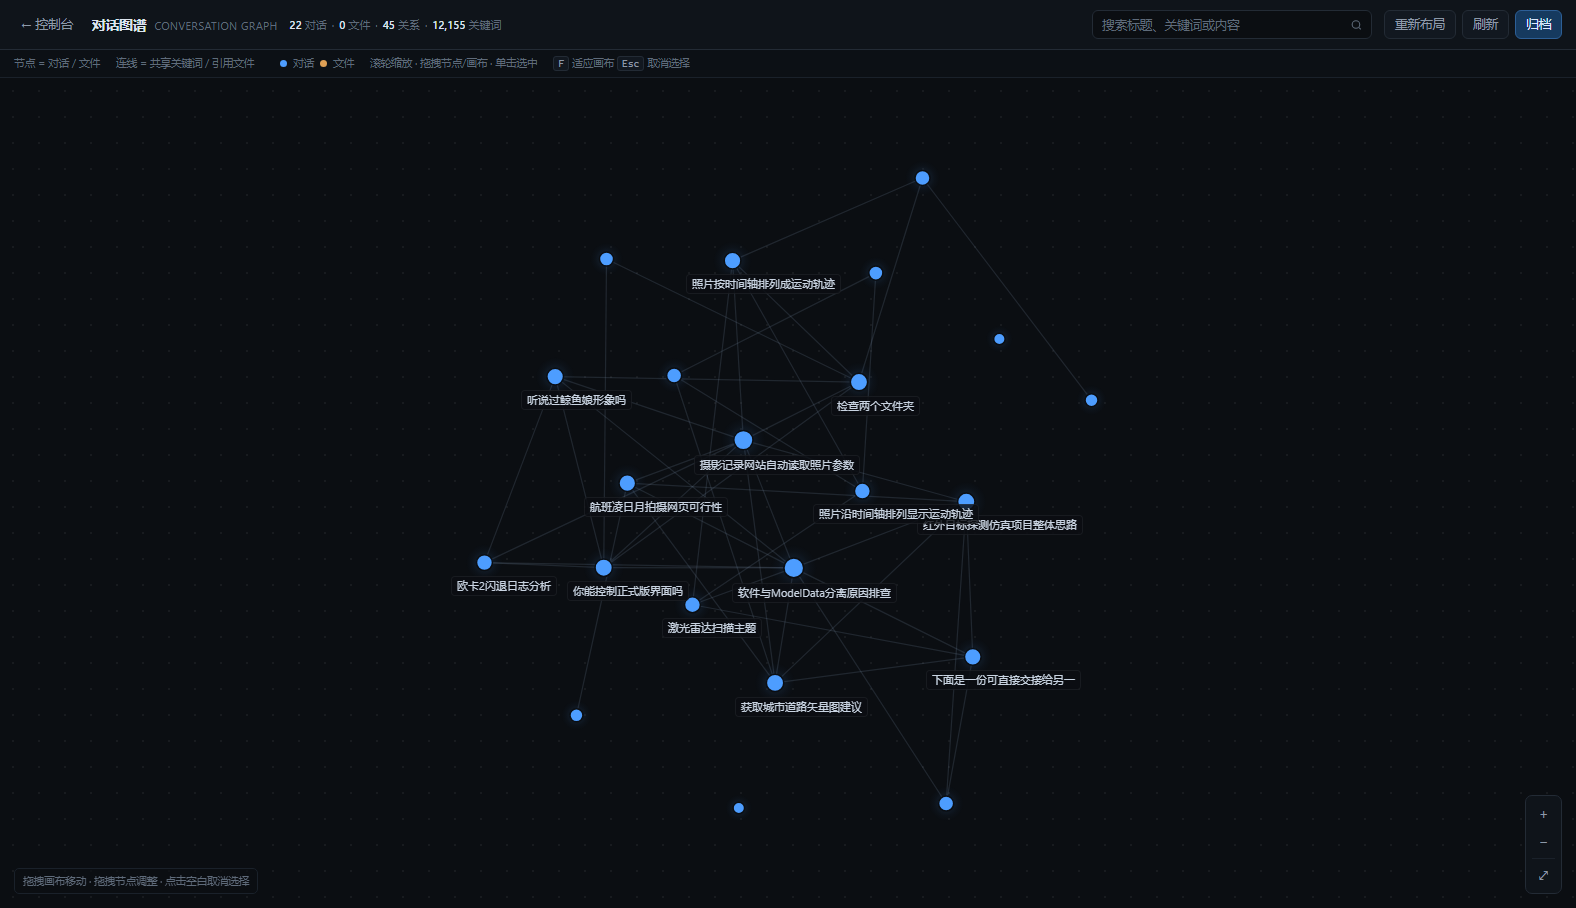 ← 控制台 对话图谱 CONVERSATION GRAPH 22 对话 · 0 文件 · 45 关系 · 12,155 关键词 搜索标题、关键词或内容 重新布局 刷新 归档
节点 = 对话 / 文件 连线 = 共享关键词 / 引用文件 对话 文件 滚轮缩放 · 拖拽节点/画布 · 单击选中 F 适应画布 Esc 取消选择
照片按时间轴排列成运动轨迹
听说过鲸鱼娘形象吗
检查两个文件夹
摄影记录网站自动读取照片参数
航班凌日月拍摄网页可行性
照片沿时间轴排列显示运动轨迹
红外目标探测仿真项目整体思路
欧卡2闪退日志分析
你能控制正式版界面吗
软件与ModelData分离原因排查
激光雷达扫描主题
下面是一份可直接交接给另一
获取城市道路矢量图建议
+
−
拖拽画布移动 · 拖拽节点调整 · 点击空白取消选择